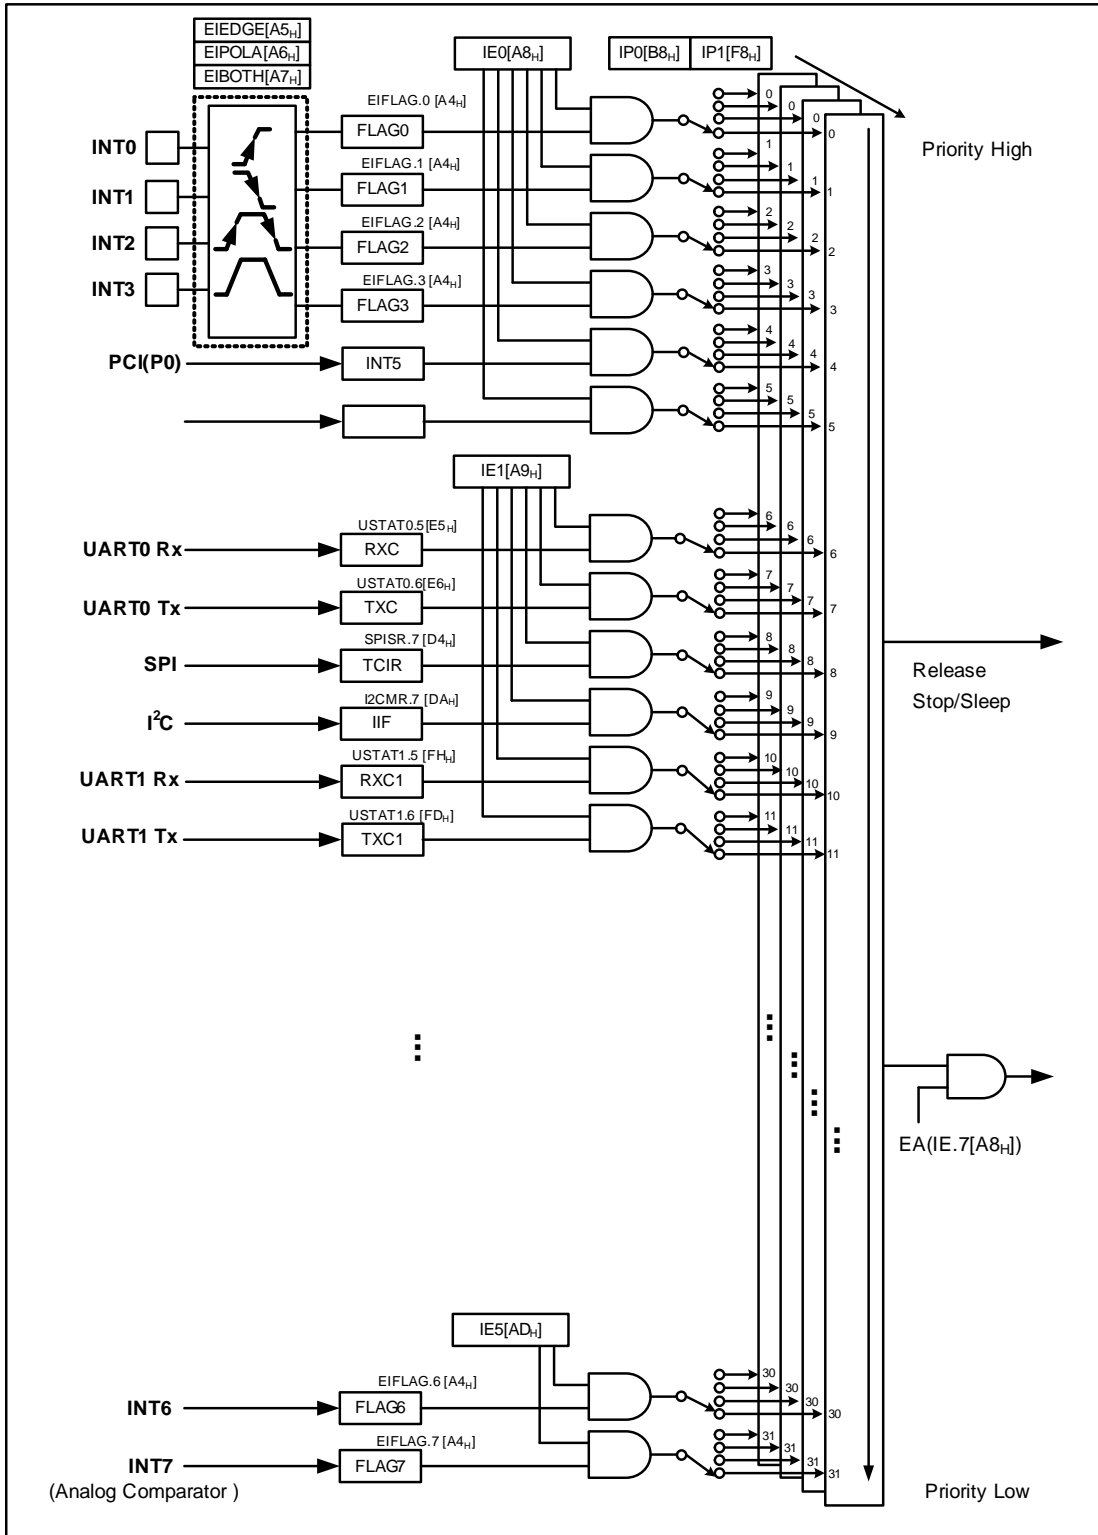 EIEDGE[A5H]
EIPOLA[A6H]
EIBOTH[A7H]
IE0[A8H]
IP0[B8H] IP1[F8H]
Priority High
INT0
INT1
INT2
INT3
EIFLAG.0 [A4H]
FLAG0
EIFLAG.1 [A4H]
FLAG1
EIFLAG.2 [A4H]
FLAG2
EIFLAG.3 [A4H]
FLAG3
PCI(P0)
INT5
0 0 0 0
1 1 1 1
2 2 2 2
3 3 3 3
4 4 4 4
5 5 5 5
IE1[A9H]
USTAT0.5[E5H]
UART0 Rx
RXC
6 6 6 6
USTAT0.6[E6H]
UART0 Tx
TXC
7 7 7 7
SPISR.7 [D4H]
SPI
TCIR
8 8 8 8
I2CMR.7 [DAH]
I2C
IIF
9 9 9 9
USTAT1.5 [FHH]
UART1 Rx
RXC1
10 10 10 10
USTAT1.6 [FDH]
UART1 Tx
TXC1
11 11 11 11
Release
Stop/Sleep
EA(IE.7[A8H])
IE5[ADH]
EIFLAG.6 [A4H]
INT6
FLAG6
30 30 30 30
EIFLAG.7 [A4H]
INT7
FLAG7
(Analog Comparator )
31 31 31 31
Priority Low